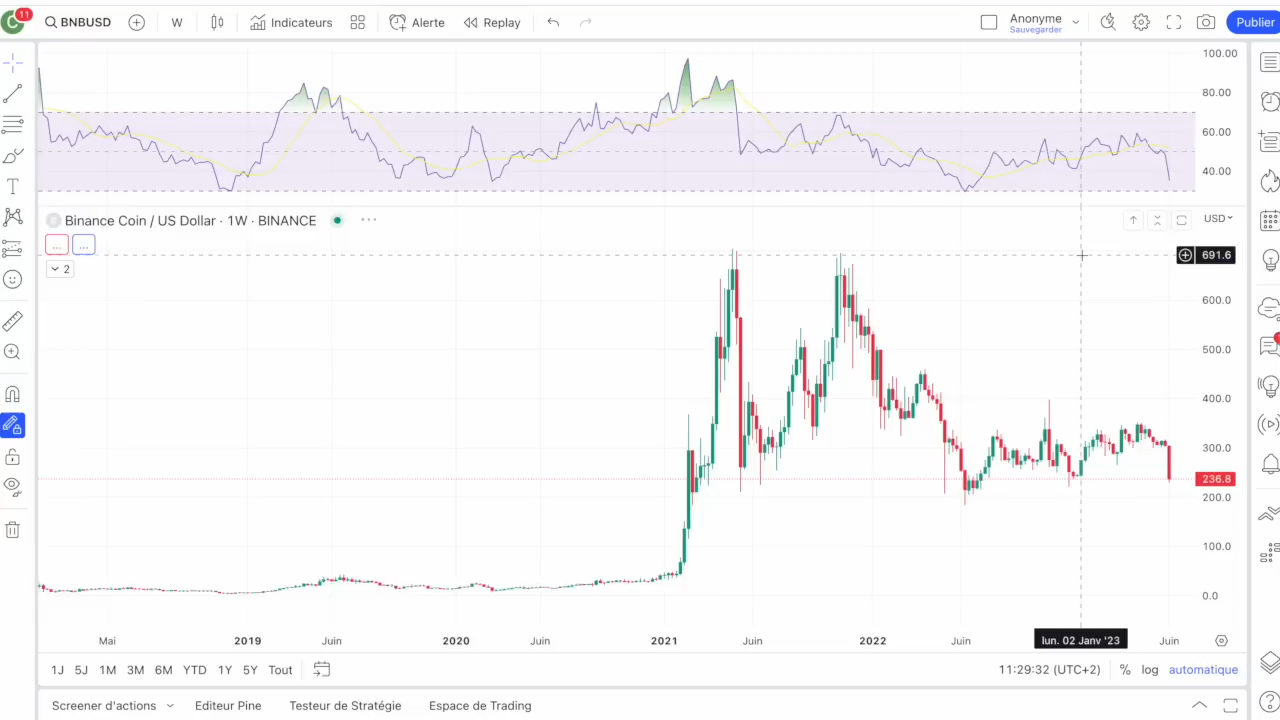 C 11 BNBUSD W Indicateurs Alerte Replay Anonyme Publier
Sauvegarder
100.00
80.00
60.00
40.00
Binance Coin / US Dollar · 1W · BINANCE USD
... ...
691.6
2
600.0
500.0
400.0
300.0
236.8
200.0
100.0
0.0
Mai 2019 Juin 2020 Juin 2021 Juin 2022 Juin lun. 02 Janv '23 Juin
1J 5J 1M 3M 6M YTD 1Y 5Y Tout 11:29:32 (UTC+2) % log automatique
Screener d'actions Editeur Pine Testeur de Stratégie Espace de Trading